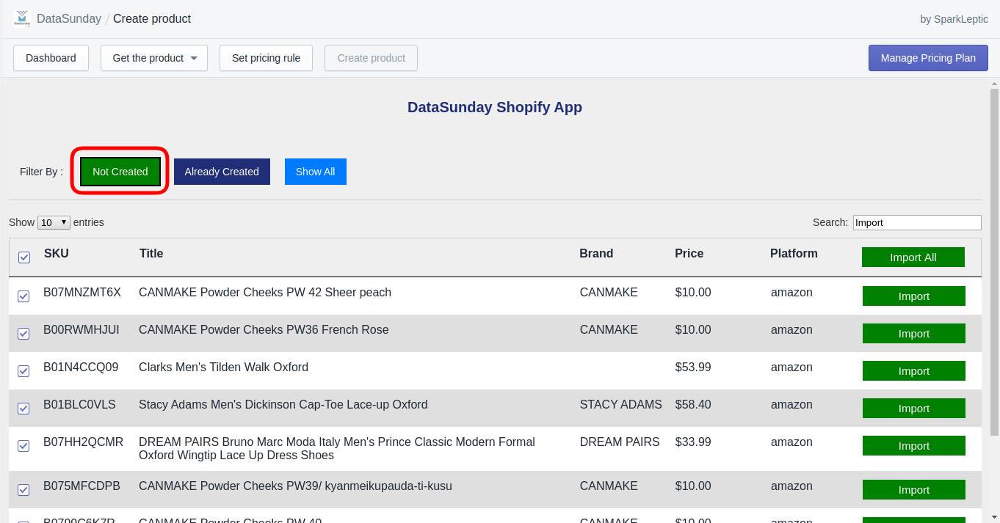 DataSunday / Create product
by SparkLeptic
Dashboard
Get the product
Set pricing rule
Create product
Manage Pricing Plan
DataSunday Shopify App
Filter By :
Not Created
Already Created
Show All
Show 10 entries
Search: Import
SKU Title Brand Price Platform Import All
B07MNZMT6X CANMAKE Powder Cheeks PW 42 Sheer peach CANMAKE $10.00 amazon Import
B00RWMHJUI CANMAKE Powder Cheeks PW36 French Rose CANMAKE $10.00 amazon Import
B01N4CCQ09 Clarks Men's Tilden Walk Oxford $53.99 amazon Import
B01BLC0VLS Stacy Adams Men's Dickinson Cap-Toe Lace-up Oxford STACY ADAMS $58.40 amazon Import
B07HH2QCMR DREAM PAIRS Bruno Marc Moda Italy Men's Prince Classic Modern Formal DREAM PAIRS $33.99 amazon Import
Oxford Wingtip Lace Up Dress Shoes
B075MFCDPB CANMAKE Powder Cheeks PW39/ kyanmeikupauda-ti-kusu CANMAKE $10.00 amazon Import
CANMAKE Powder Cheeks PW 40 CANMAKE $10.00 amazon